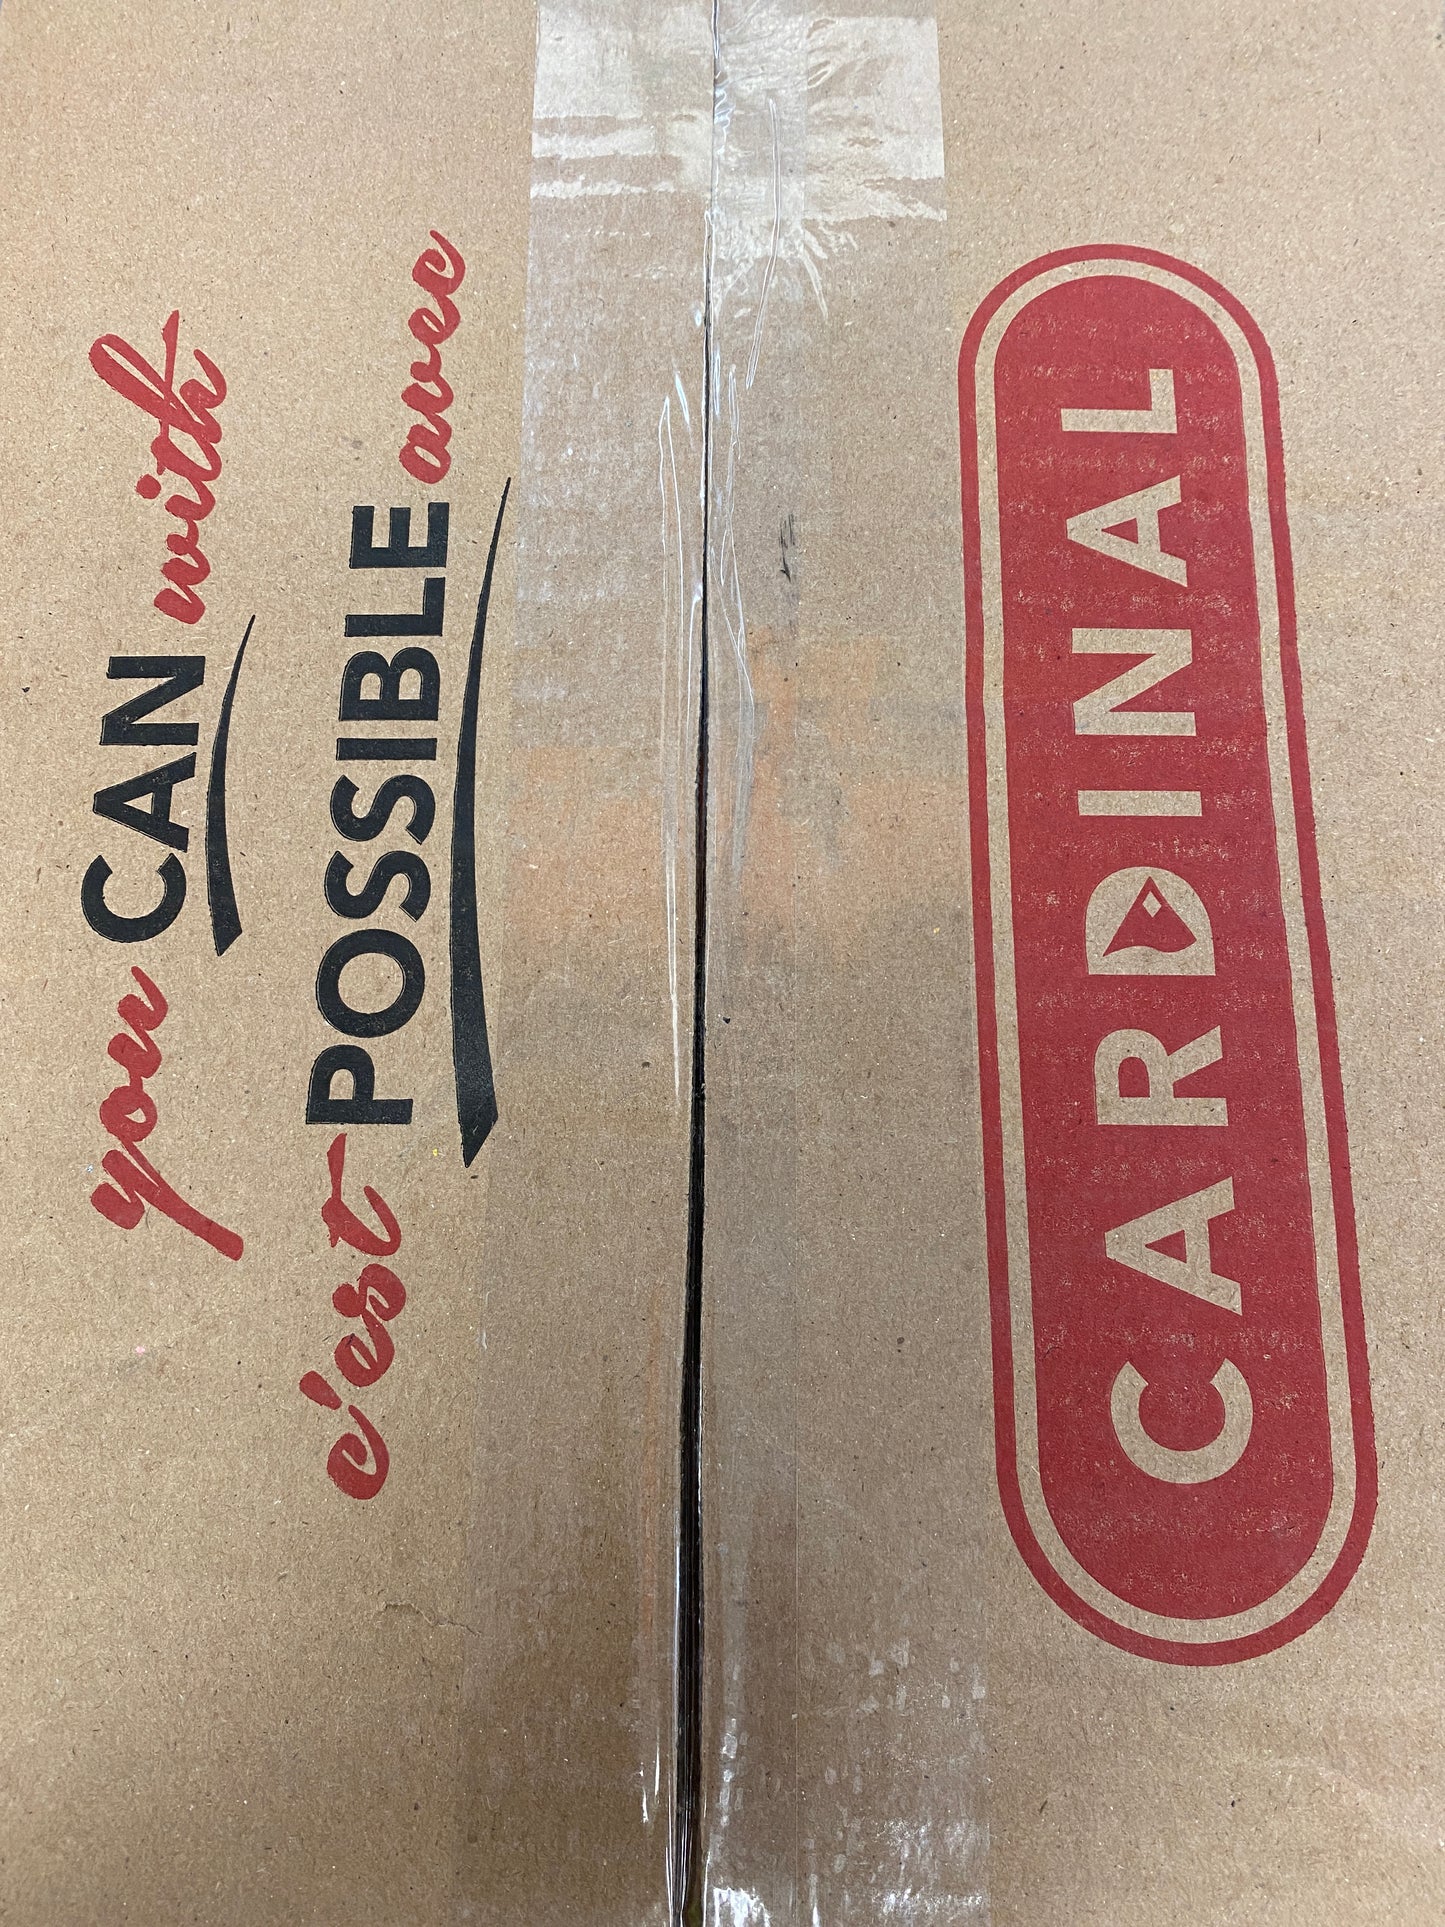 you CAN with
c'est POSSIBLE avec
CARDINAL